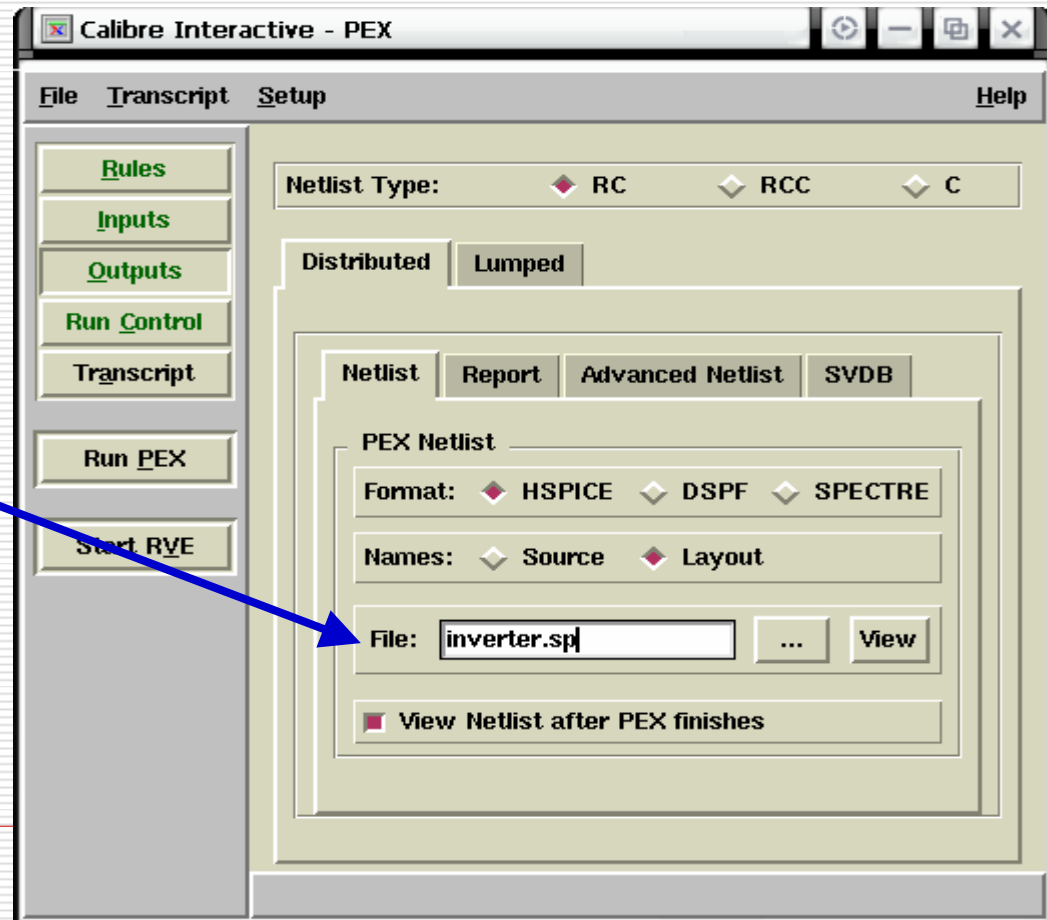 Calibre Interactive - PEX
File Transcript Setup Help
Rules
Inputs
Outputs
Run Control
Transcript
Run PEX
Start RVE
Netlist Type: RC RCC C
Distributed Lumped
Netlist Report Advanced Netlist SVDB
PEX Netlist
Format: HSPICE DSPF SPECTRE
Names: Source Layout
File: inverter.sp ... View
View Netlist after PEX finishes